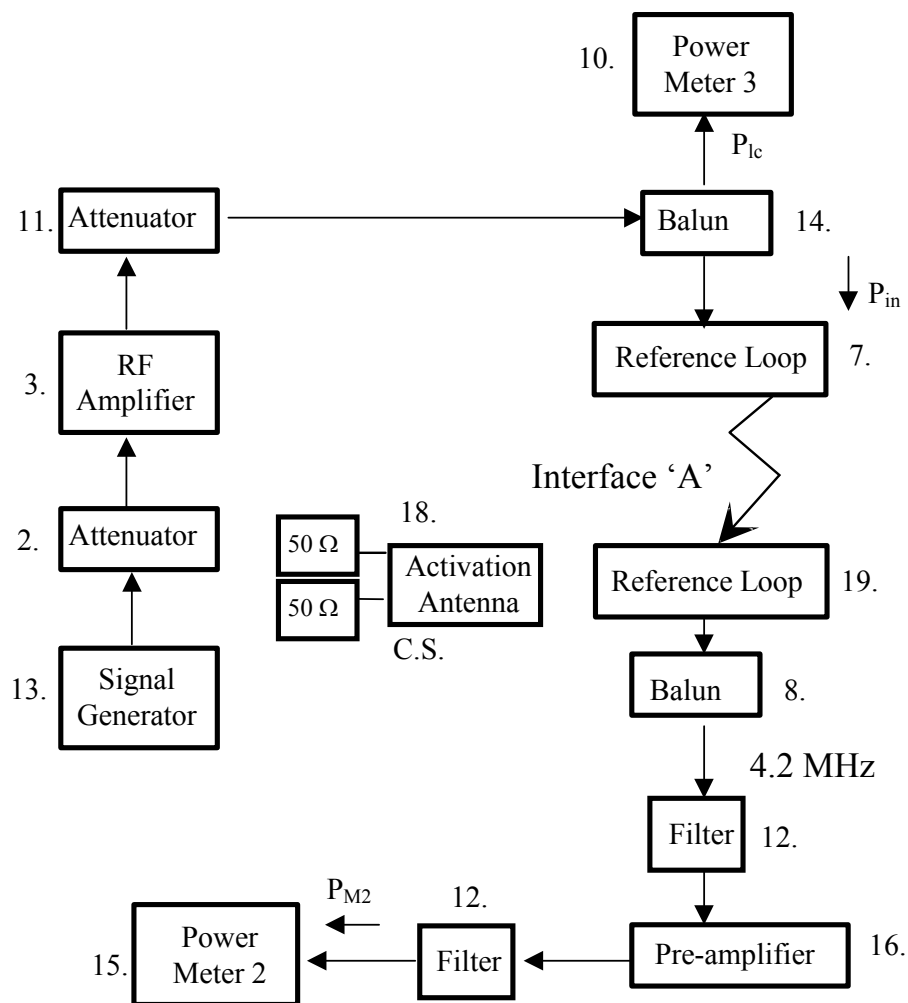 10.
Power
Meter 3
P_lc
11.
Attenuator
Balun
14.
P_in
3.
RF
Amplifier
Reference Loop
7.
Interface ‘A’
2.
Attenuator
18.
50 Ω
50 Ω
Activation
Antenna
C.S.
Reference Loop
19.
13.
Signal
Generator
Balun
8.
4.2 MHz
Filter
12.
P_M2
12.
15.
Power
Meter 2
Filter
Pre-amplifier
16.